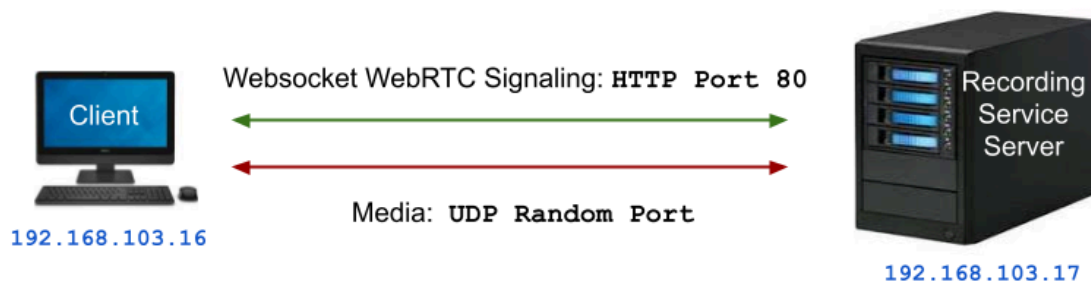 Websocket WebRTC Signaling: HTTP Port 80
Client
Recording
Service
Server
Media: UDP Random Port
192.168.103.16
192.168.103.17